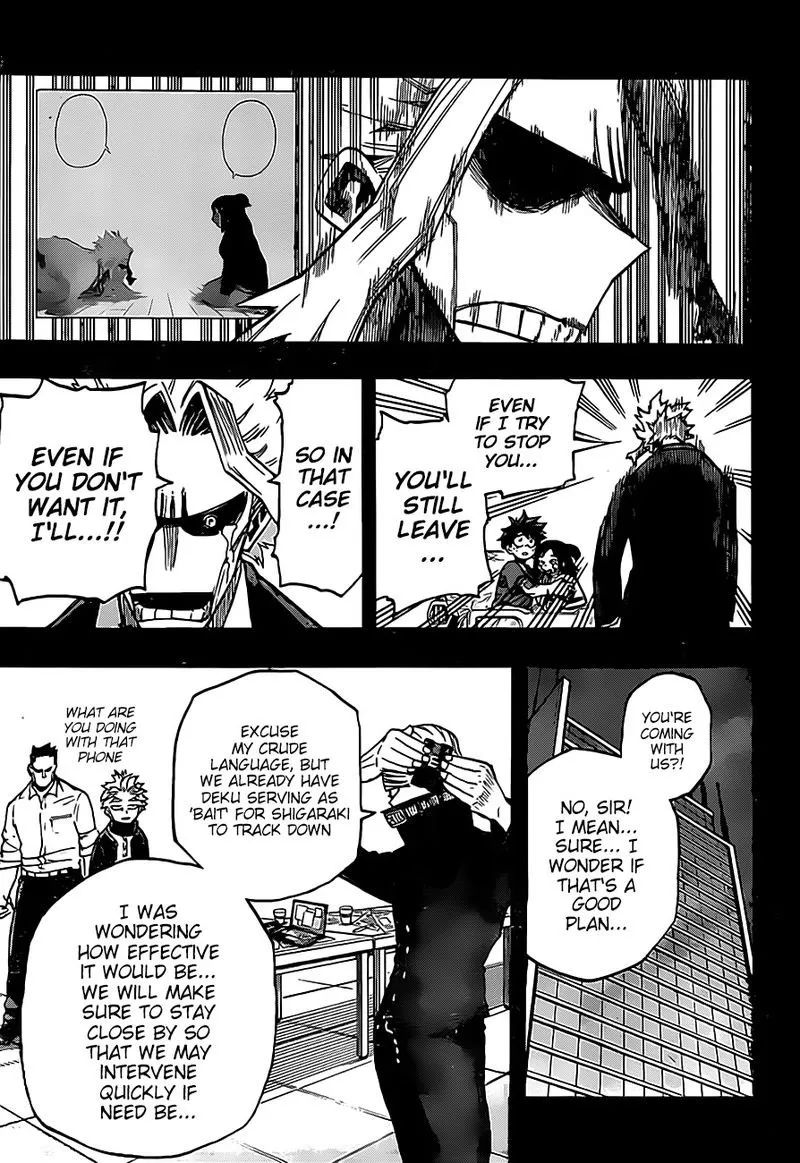 EVEN
IF I TRY
TO STOP
YOU...
YOU'LL
STILL
LEAVE
...
SO IN
THAT
CASE
...!
EVEN IF
YOU DON'T
WANT IT,
I'LL...!!
YOU'RE
COMING
WITH
US?!
NO, SIR!
I MEAN...
SURE... I
WONDER IF
THAT'S A
GOOD
PLAN...
EXCUSE
MY CRUDE
LANGUAGE, BUT
WE ALREADY HAVE
DEKU SERVING AS
'BAIT' FOR SHIGARAKI
TO TRACK DOWN
WHAT ARE
YOU DOING
WITH THAT
PHONE
I WAS
WONDERING
HOW EFFECTIVE
IT WOULD BE...
WE WILL MAKE
SURE TO STAY
CLOSE BY SO
THAT WE MAY
INTERVENE
QUICKLY IF
NEED BE...